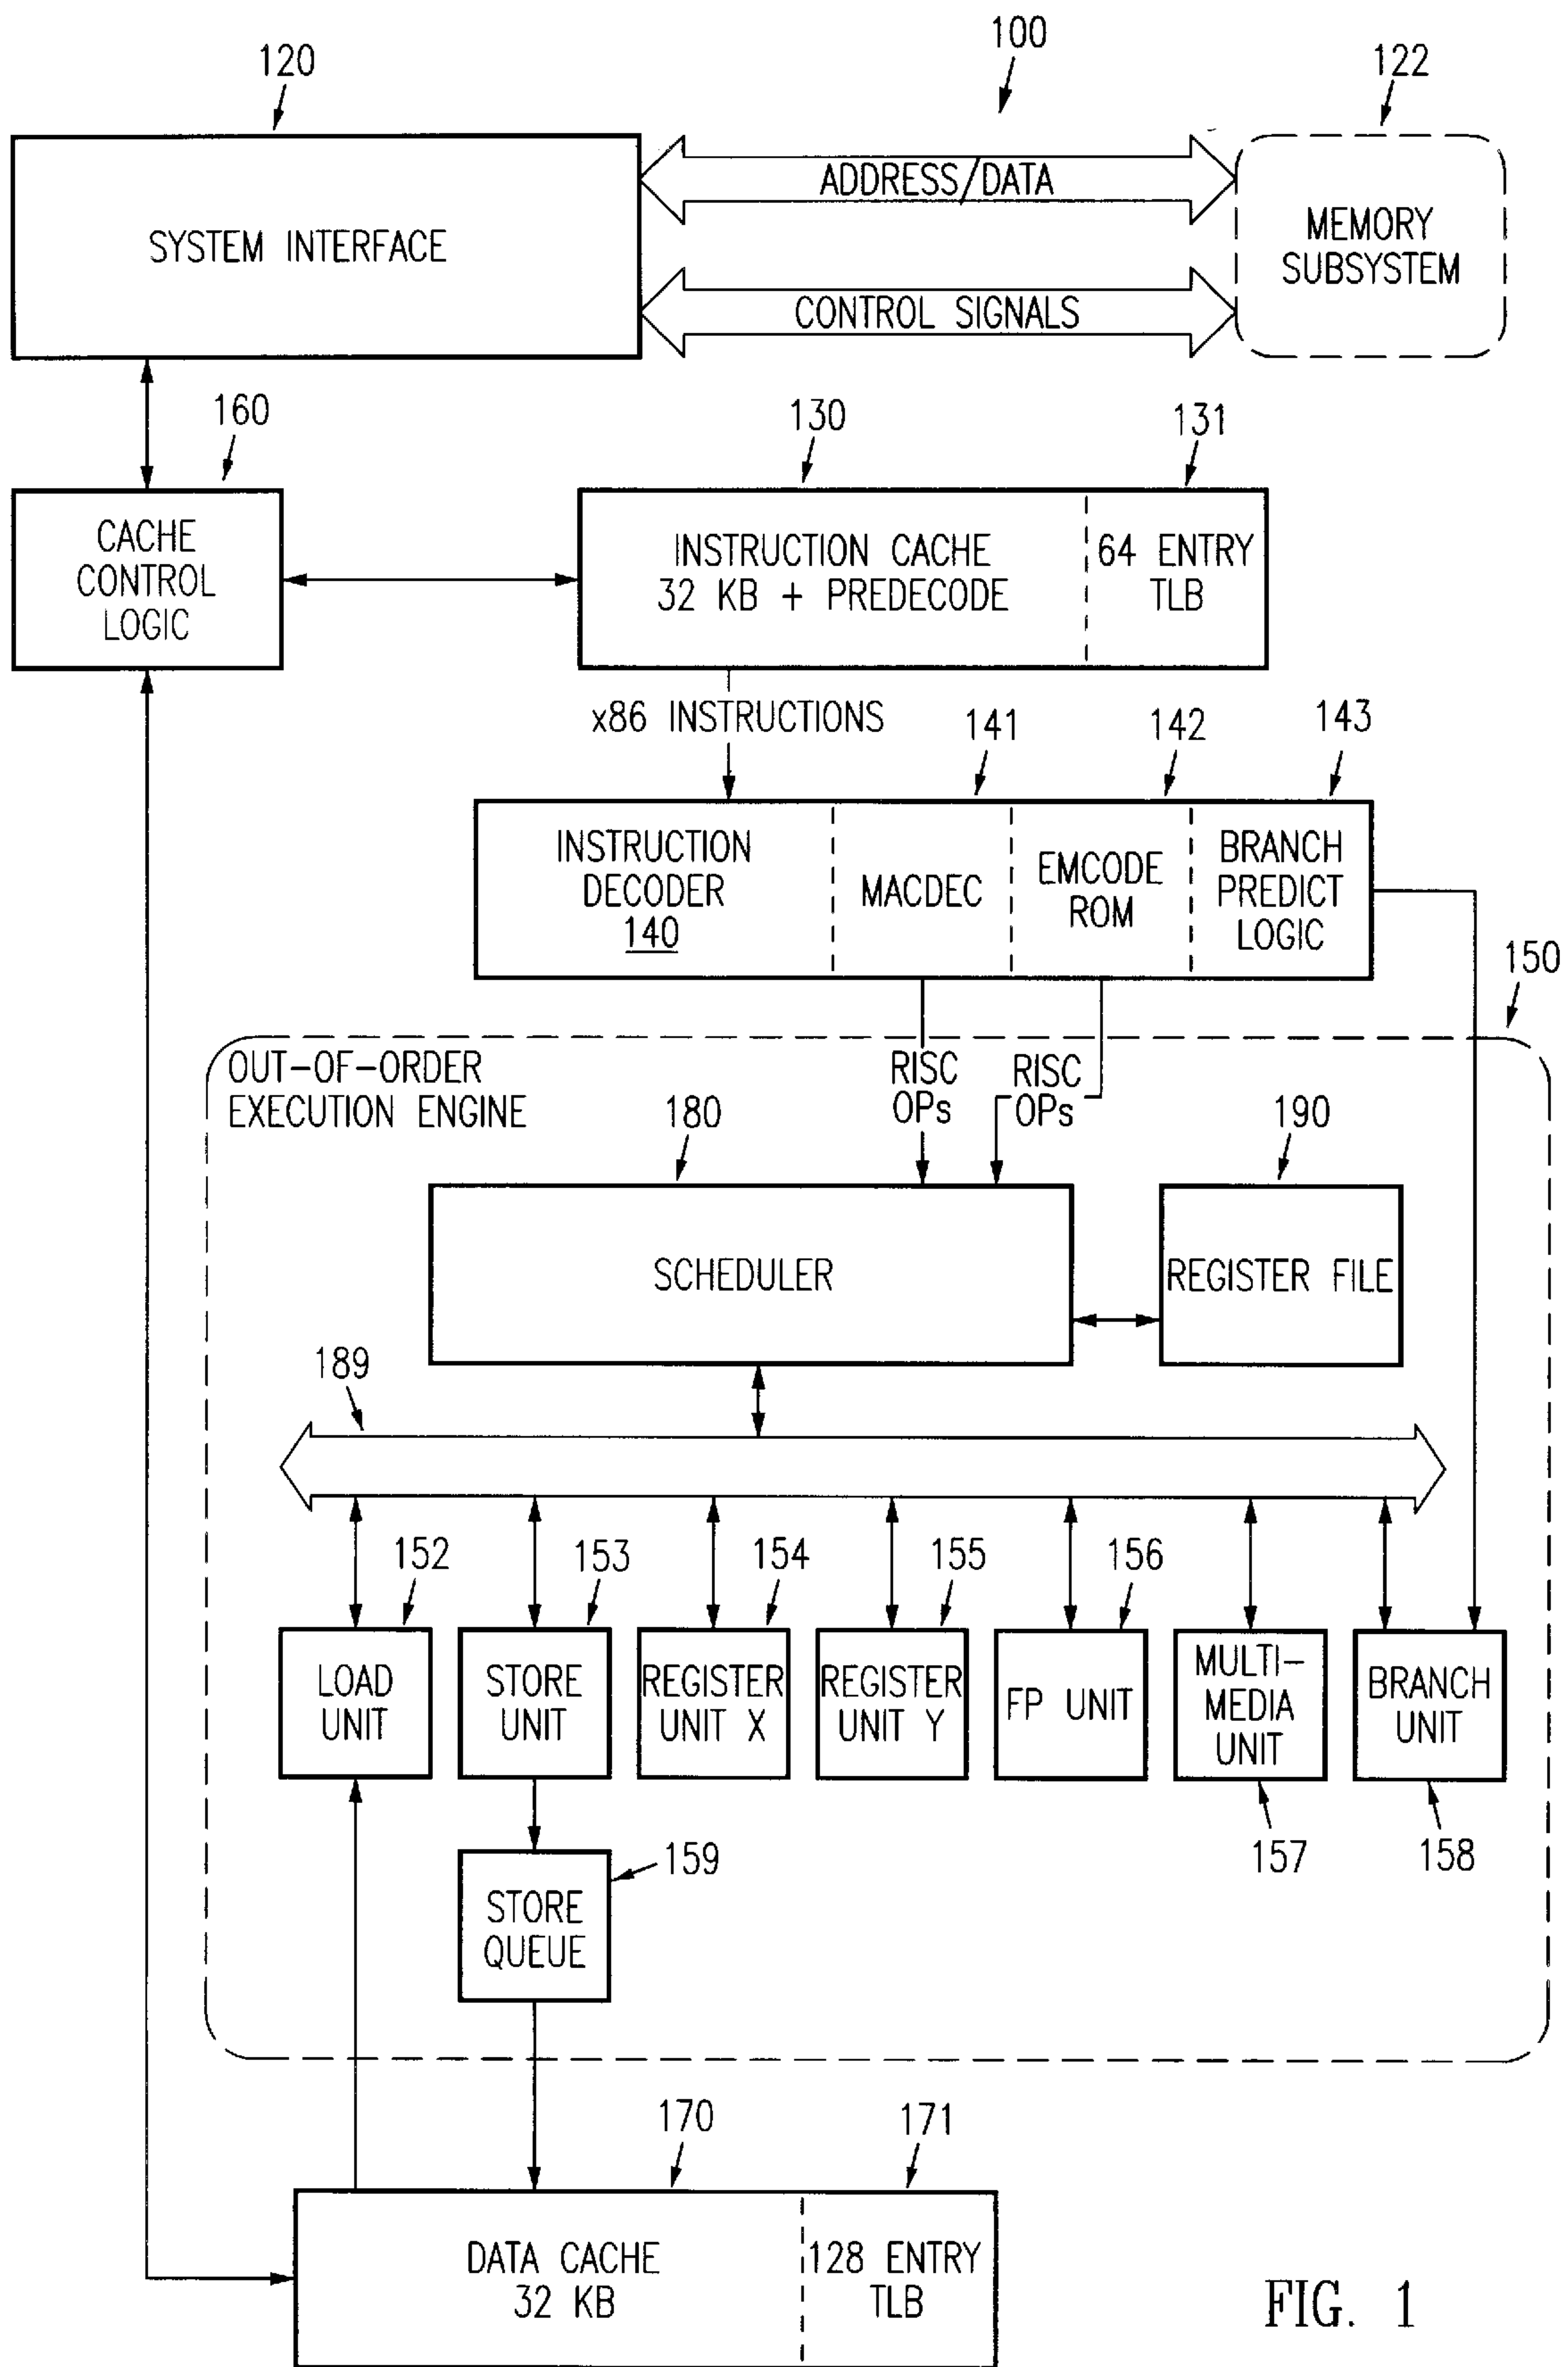 100
120
122
SYSTEM INTERFACE
ADDRESS/DATA
CONTROL SIGNALS
MEMORY
SUBSYSTEM
160
130
131
CACHE
CONTROL
LOGIC
INSTRUCTION CACHE
32 KB + PREDECODE
64 ENTRY
TLB
x86 INSTRUCTIONS
141
142
143
INSTRUCTION
DECODER
140
MACDEC
EMCODE
ROM
BRANCH
PREDICT
LOGIC
150
OUT-OF-ORDER
EXECUTION ENGINE
RISC
OPs
RISC
OPs
180
190
SCHEDULER
REGISTER FILE
189
152
153
154
155
156
LOAD
UNIT
STORE
UNIT
REGISTER
UNIT X
REGISTER
UNIT Y
FP UNIT
MULTI-
MEDIA
UNIT
BRANCH
UNIT
157
158
159
STORE
QUEUE
170
171
DATA CACHE
32 KB
128 ENTRY
TLB
FIG. 1